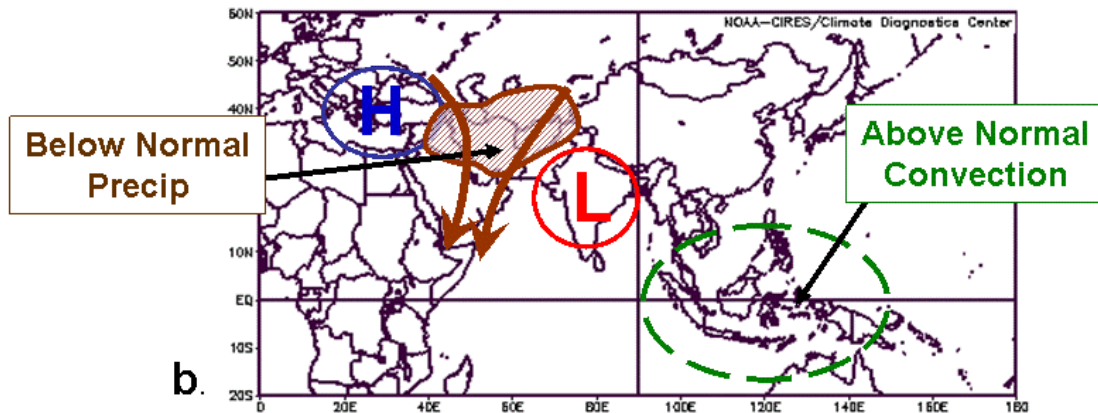 50N
NOAA-CIRES/Climate Diagnostics Center
50N
40N
H
Below Normal
Precip
Above Normal
Convection
L
10N
EQ
10S
20S
b.
0
20E
40E
60E
80E
100E
120E
140E
160E
180